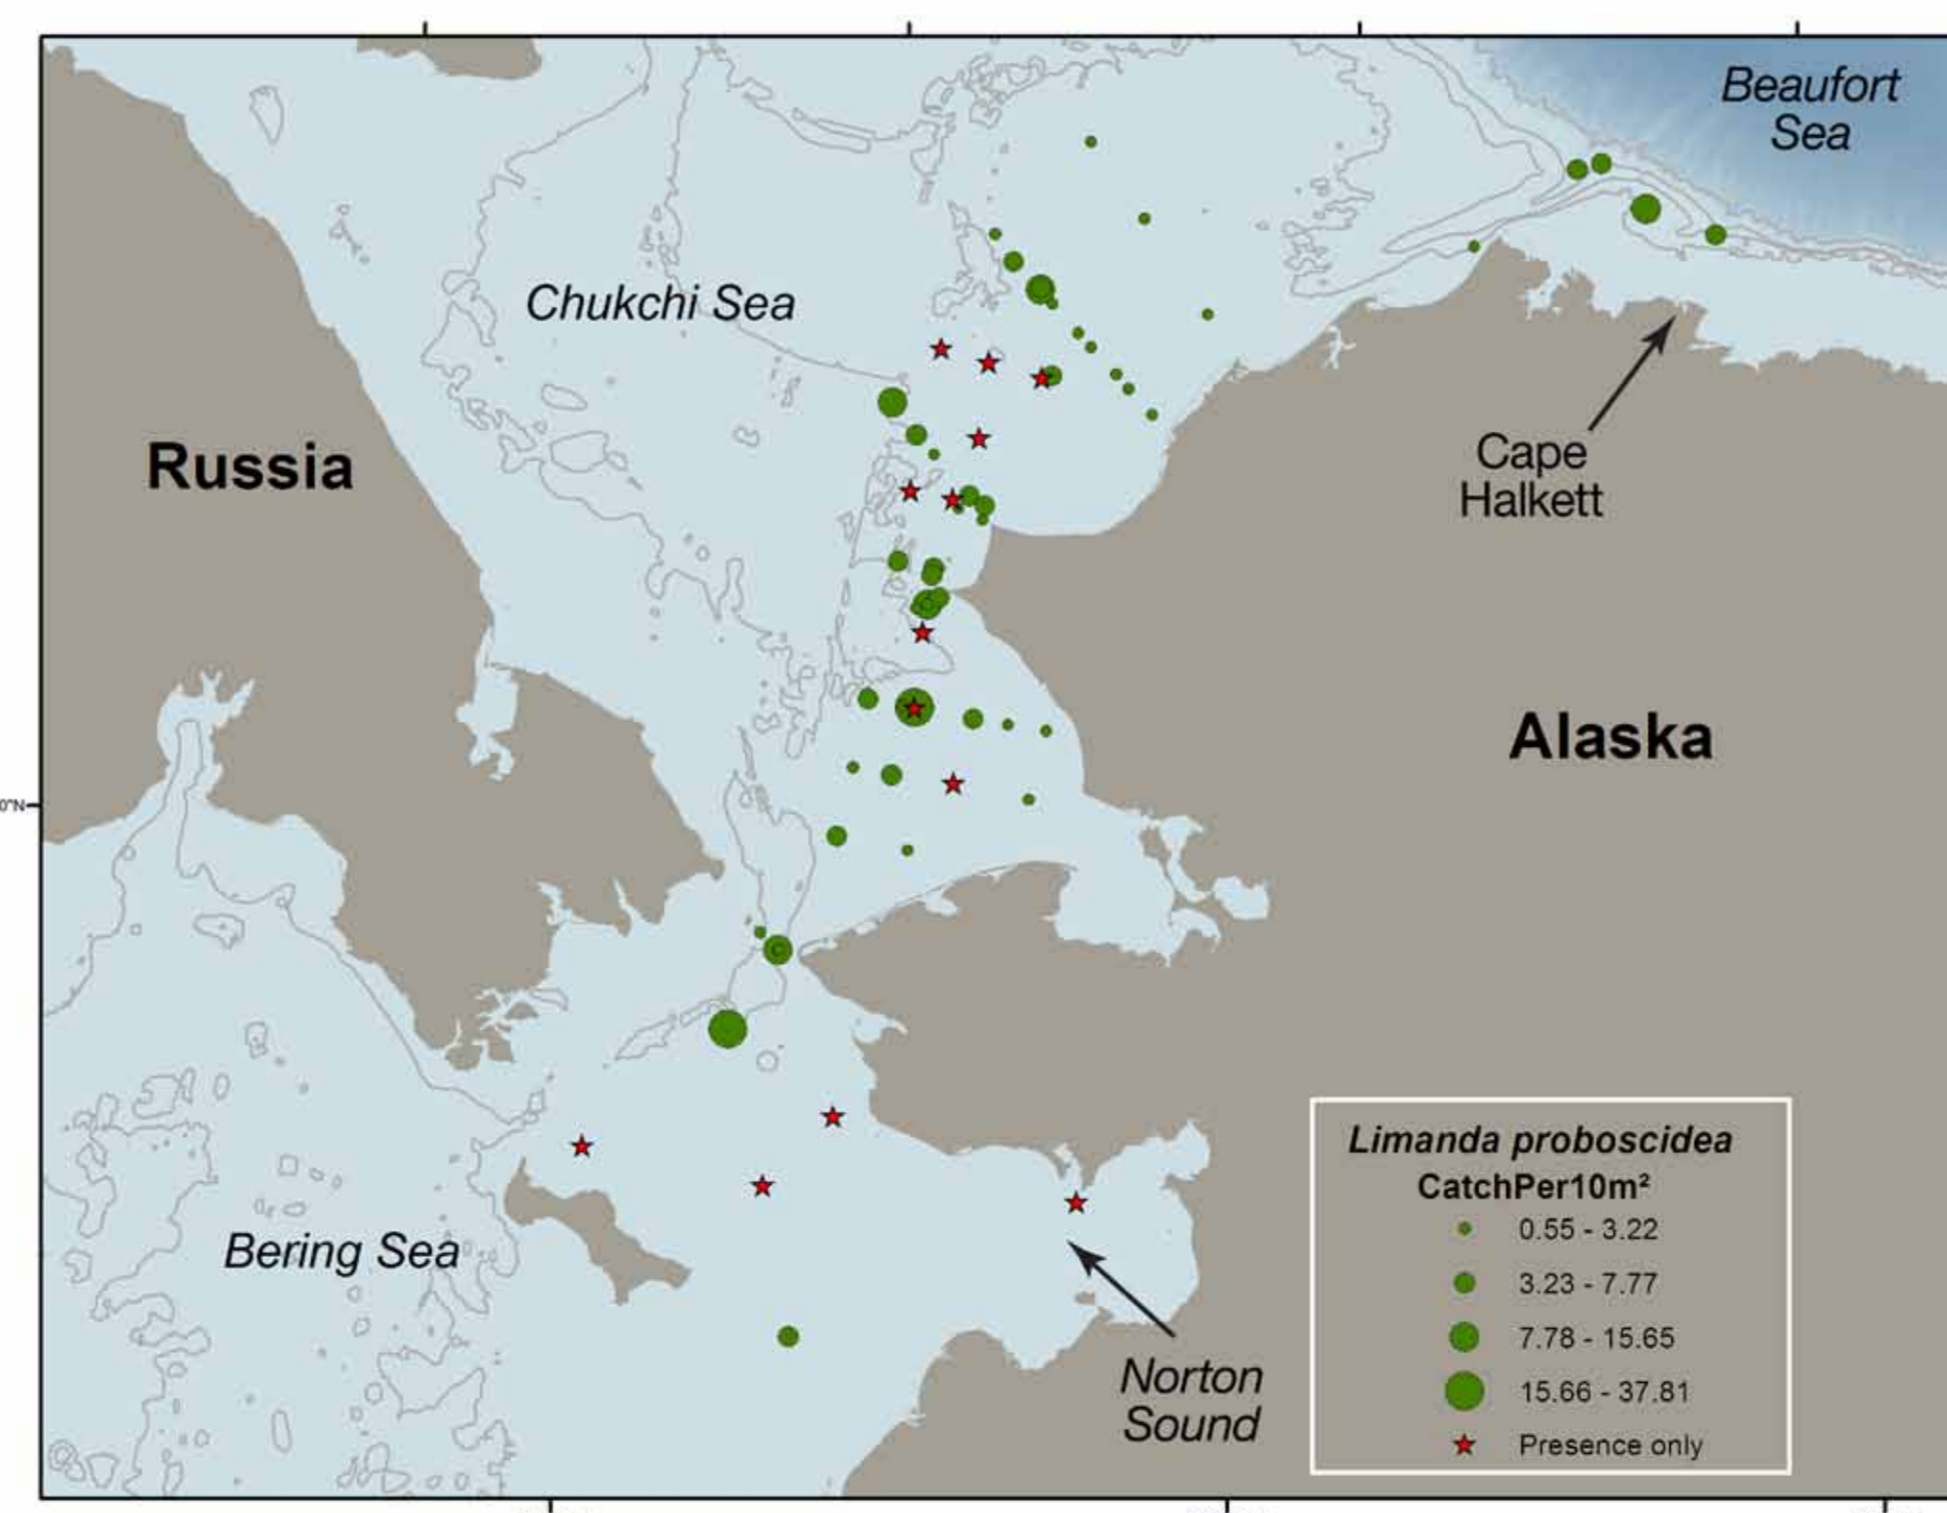 Beaufort
Sea
Chukchi Sea
Russia
Cape
Halkett
Alaska
0°N
Limanda proboscidea
CatchPer10m²
0.55 - 3.22
3.23 - 7.77
7.78 - 15.65
15.66 - 37.81
Presence only
Bering Sea
Norton
Sound